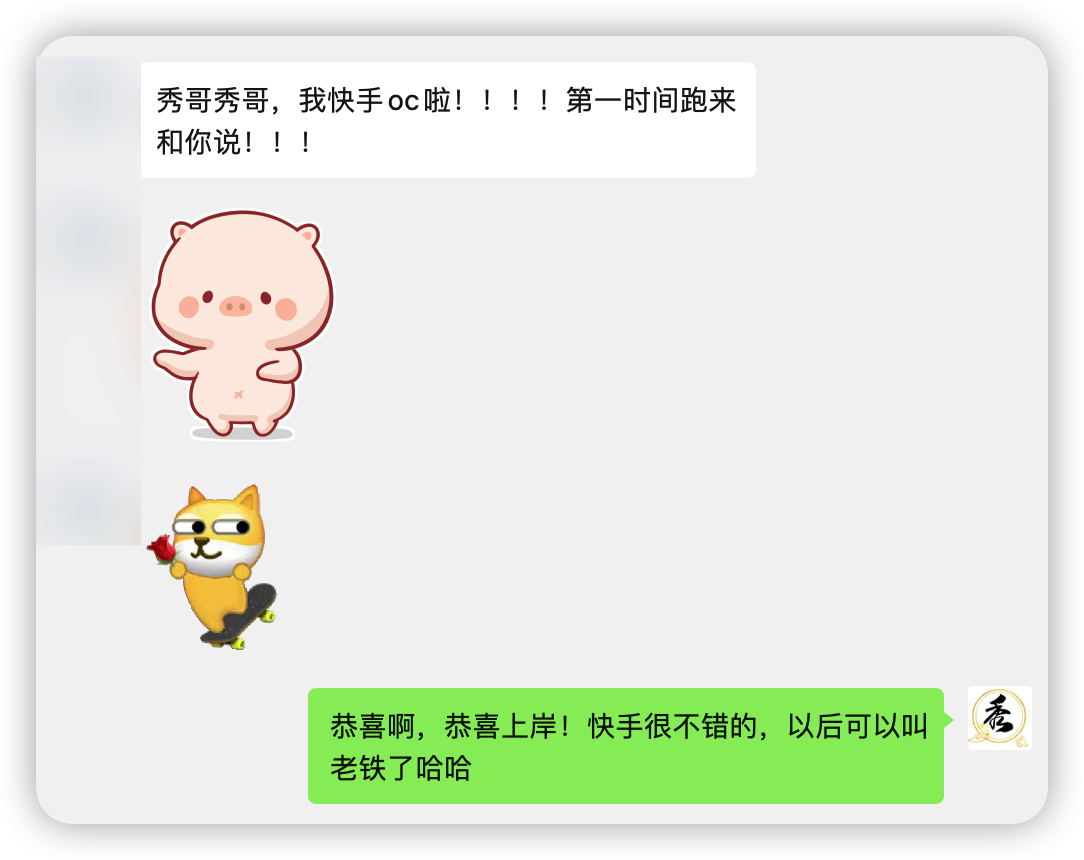 秀哥秀哥，我快手oc啦！！！！第一时间跑来
和你说！！！
恭喜啊，恭喜上岸！快手很不错的，以后可以叫
老铁了哈哈
秀